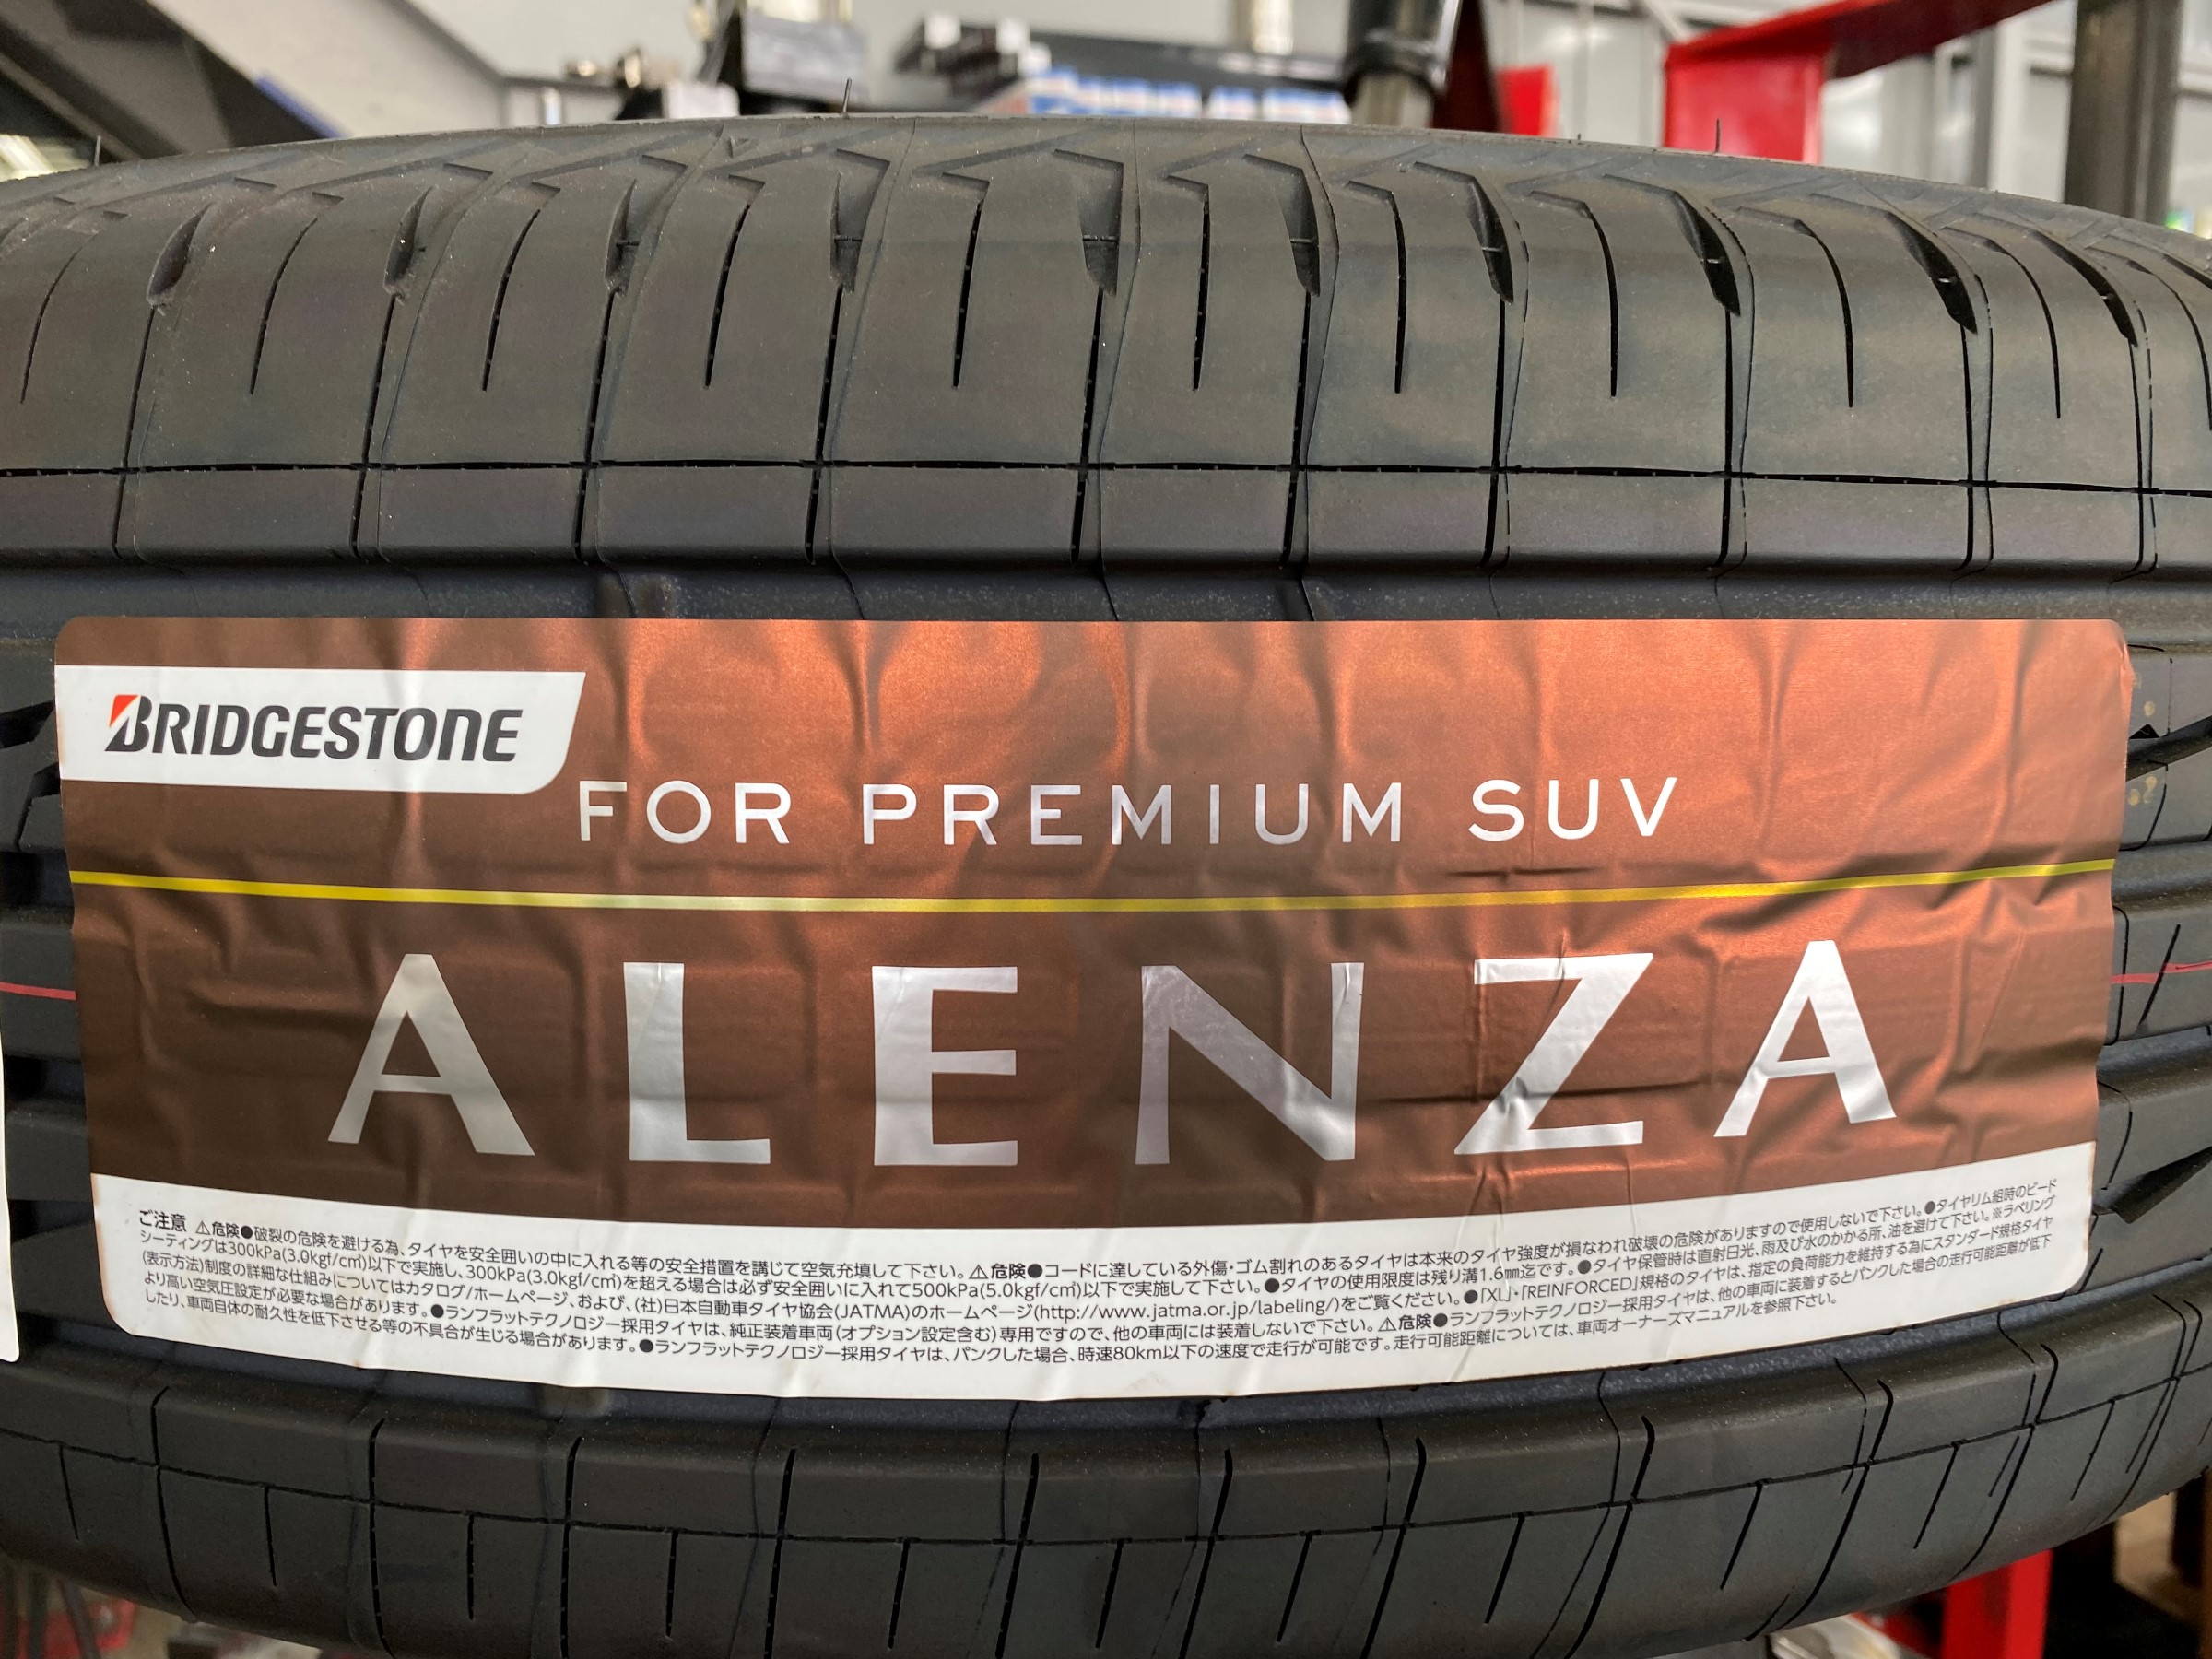 BRIDGESTONE
FOR PREMIUM SUV
ALENZA
ご注意 ⚠危険●破裂の危険を避ける為、タイヤを安全囲いの中に入れる等の安全措置を講じて空気充填して下さい。⚠危険●コードに達している外傷・ゴム割れのあるタイヤは本来のタイヤ強度が損なわれ破壊の危険がありますので使用しないで下さい。●タイヤリム組時のビード
シーティングは300kPa(3.0kgf/c㎡)以下で実施し、300kPa(3.0kgf/c㎡)を超える場合は必ず安全囲いに入れて500kPa(5.0kgf/c㎡)以下で実施して下さい。●タイヤの使用限度は残り溝1.6㎜迄です。●タイヤ保管時は直射日光、雨及び水のかかる所、油を避けて下さい。※ラベリング
(表示方法)制度の詳細な仕組みについてはカタログ/ホームページ、および、(社)日本自動車タイヤ協会(JATMA)のホームページ(http://www.jatma.or.jp/labeling/)をご覧ください。●「XL」・「REINFORCED」規格のタイヤは、指定の負荷能力を維持する為にスタンダード規格タイヤ
より高い空気圧設定が必要な場合があります。●ランフラットテクノロジー採用タイヤは、純正装着車両(オプション設定含む)専用ですので、他の車両には装着しないで下さい。⚠危険●ランフラットテクノロジー採用タイヤは、他の車両に装着するとパンクした場合の走行可能距離が低下
したり、車両自体の耐久性を低下させる等の不具合が生じる場合があります。●ランフラットテクノロジー採用タイヤは、パンクした場合、時速80km以下の速度で走行が可能です。走行可能距離については、車両オーナーズマニュアルを参照下さい。